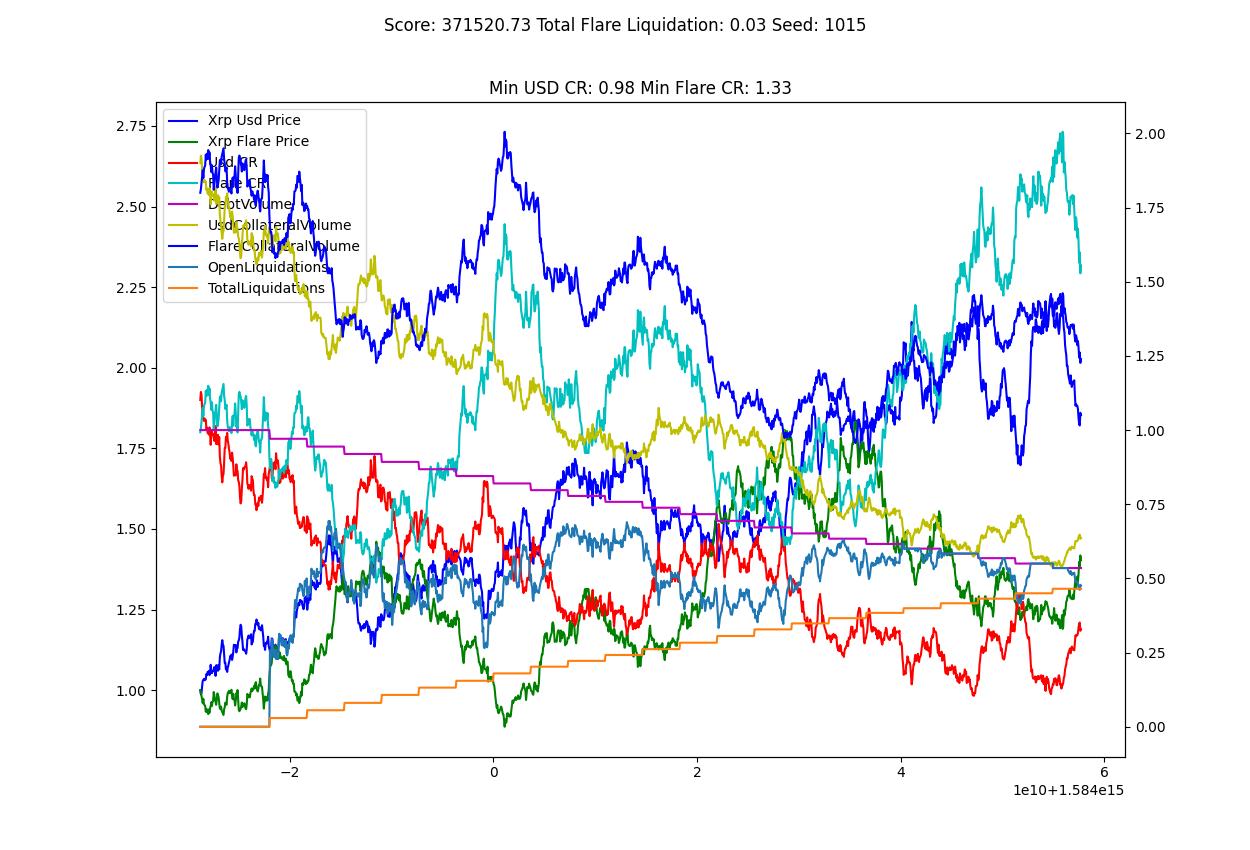 Score: 371520.73 Total Flare Liquidation: 0.03 Seed: 1015
Min USD CR: 0.98 Min Flare CR: 1.33
Xrp Usd Price
Xrp Flare Price
Usd CR
Flare CR
DebtVolume
UsdCollateralVolume
FlareCollateralVolume
OpenLiquidations
TotalLiquidations
2.75
2.50
2.25
2.00
1.75
1.50
1.25
1.00
2.00
1.75
1.50
1.25
1.00
0.75
0.50
0.25
0.00
−2 0 2 4 6
1e10+1.584e15